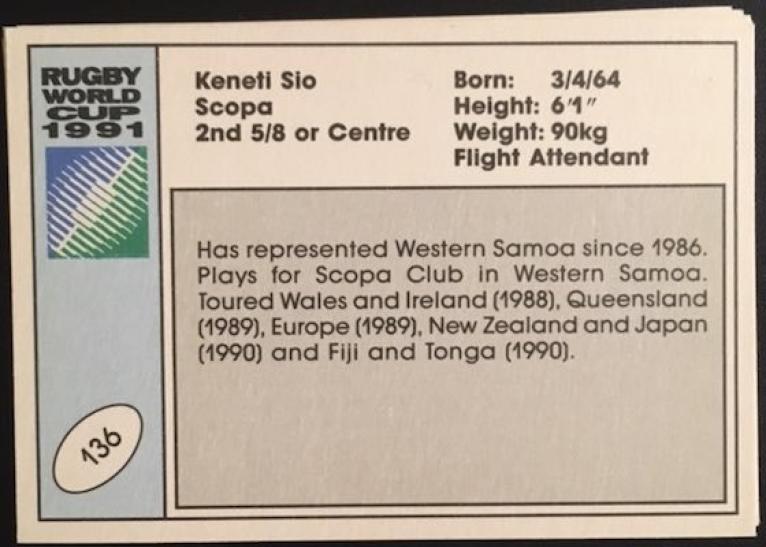 RUGBY
WORLD
CUP
1991
Keneti Sio
Scopa
2nd 5/8 or Centre
Born: 3/4/64
Height: 6'1"
Weight: 90kg
Flight Attendant
Has represented Western Samoa since 1986.
Plays for Scopa Club in Western Samoa.
Toured Wales and Ireland (1988), Queensland
(1989), Europe (1989), New Zealand and Japan
(1990) and Fiji and Tonga (1990).
136